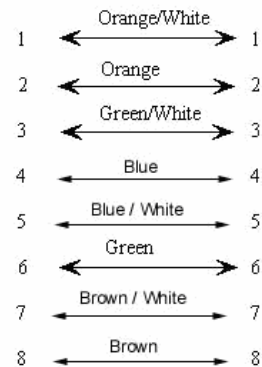 Orange/White
1 1
Orange
2 2
Green/White
3 3
Blue
4 4
Blue / White
5 5
Green
6 6
Brown / White
7 7
Brown
8 8